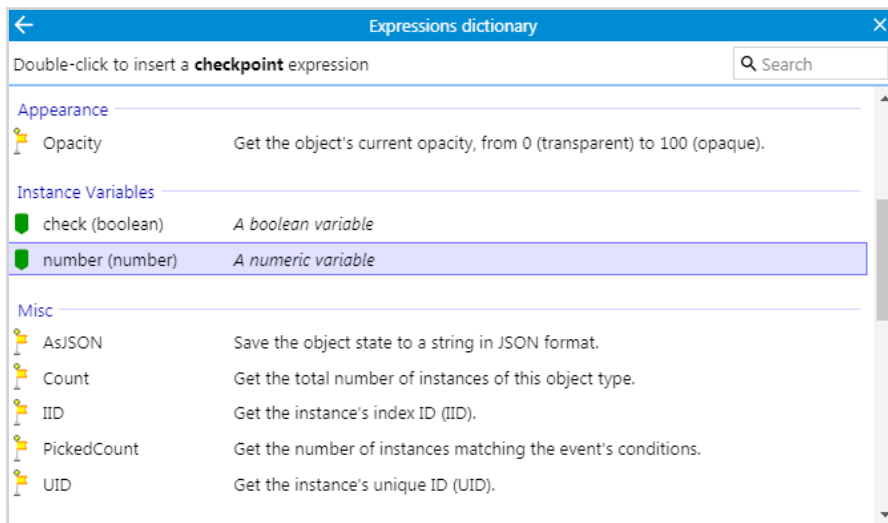 Expressions dictionary
Double-click to insert a checkpoint expression
Search
Appearance
Opacity Get the object's current opacity, from 0 (transparent) to 100 (opaque).
Instance Variables
check (boolean) A boolean variable
number (number) A numeric variable
Misc
AsJSON Save the object state to a string in JSON format.
Count Get the total number of instances of this object type.
IID Get the instance's index ID (IID).
PickedCount Get the number of instances matching the event's conditions.
UID Get the instance's unique ID (UID).